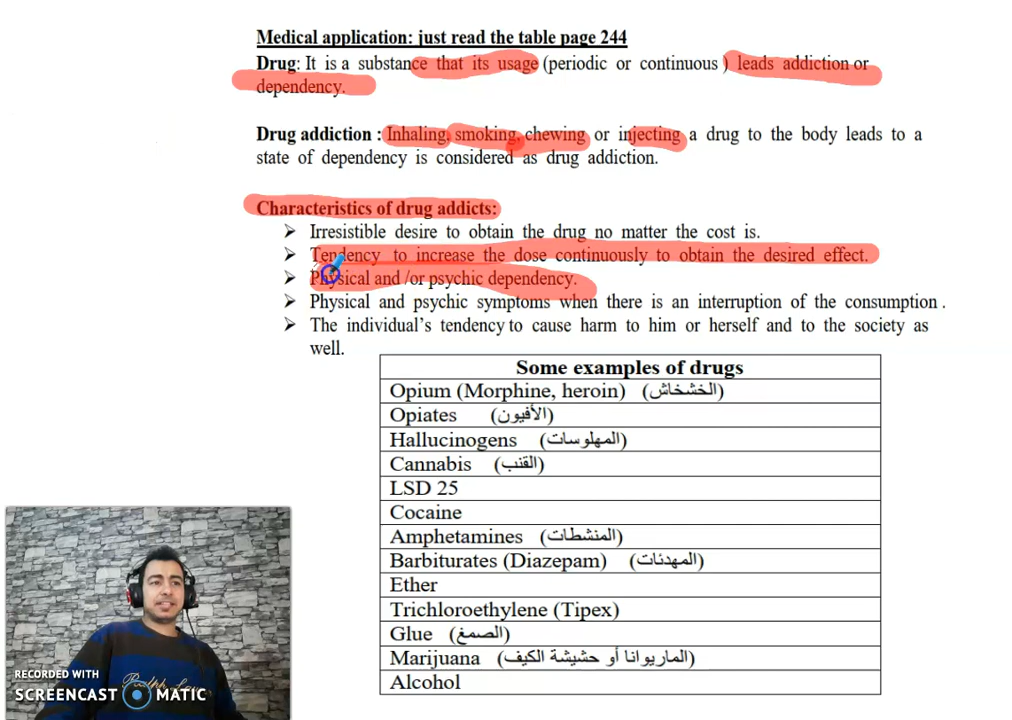 Medical application: just read the table page 244
Drug: It is a substance that its usage (periodic or continuous ) leads addiction or
dependency.
Drug addiction : Inhaling, smoking, chewing or injecting a drug to the body leads to a
state of dependency is considered as drug addiction.
Characteristics of drug addicts:
➤ Irresistible desire to obtain the drug no matter the cost is.
➤ Tendency to increase the dose continuously to obtain the desired effect.
➤ Physical and /or psychic dependency.
➤ Physical and psychic symptoms when there is an interruption of the consumption .
➤ The individual's tendency to cause harm to him or herself and to the society as
well.
Some examples of drugs
Opium (Morphine, heroin) (الخشخاش)
Opiates (الأفيون)
Hallucinogens (المهلوسات)
Cannabis (القنب)
LSD 25
Cocaine
Amphetamines (المنشطات)
Barbiturates (Diazepam) (المهدئات)
Ether
Trichloroethylene (Tipex)
Glue (الصمغ)
Marijuana (الماريوانا أو حشيشة الكيف)
Alcohol
RECORDED WITH
SCREENCAST MATIC